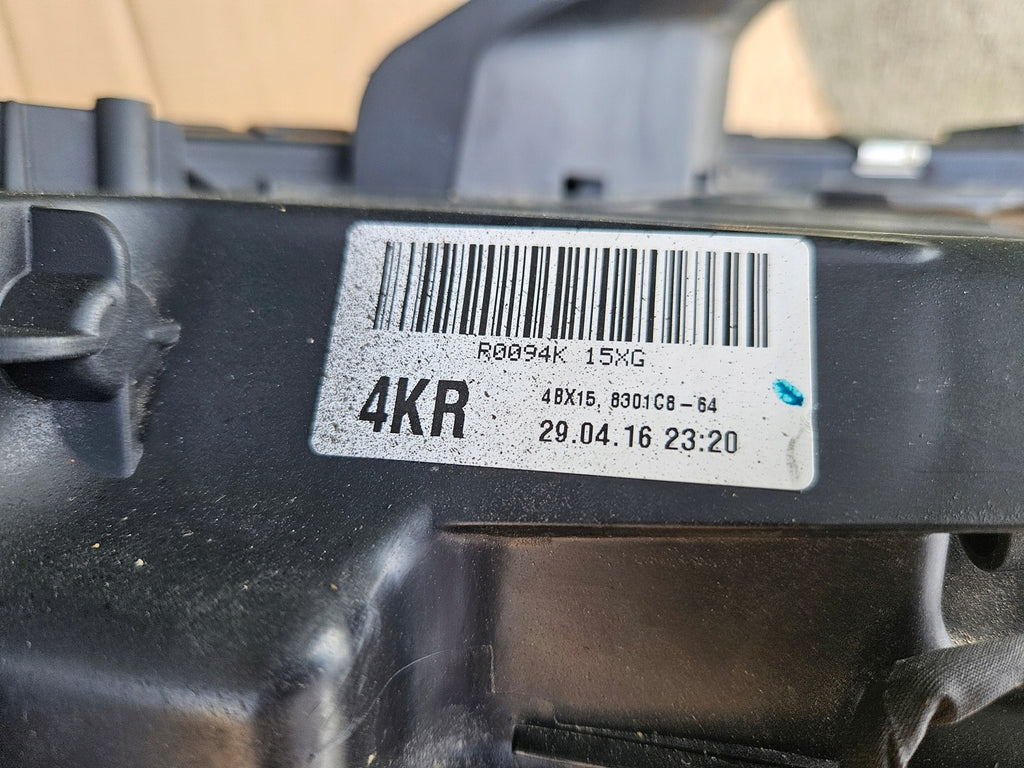 R0094K 15XG
4KR
4BX15, 8301C8-64
29.04.16 23:20